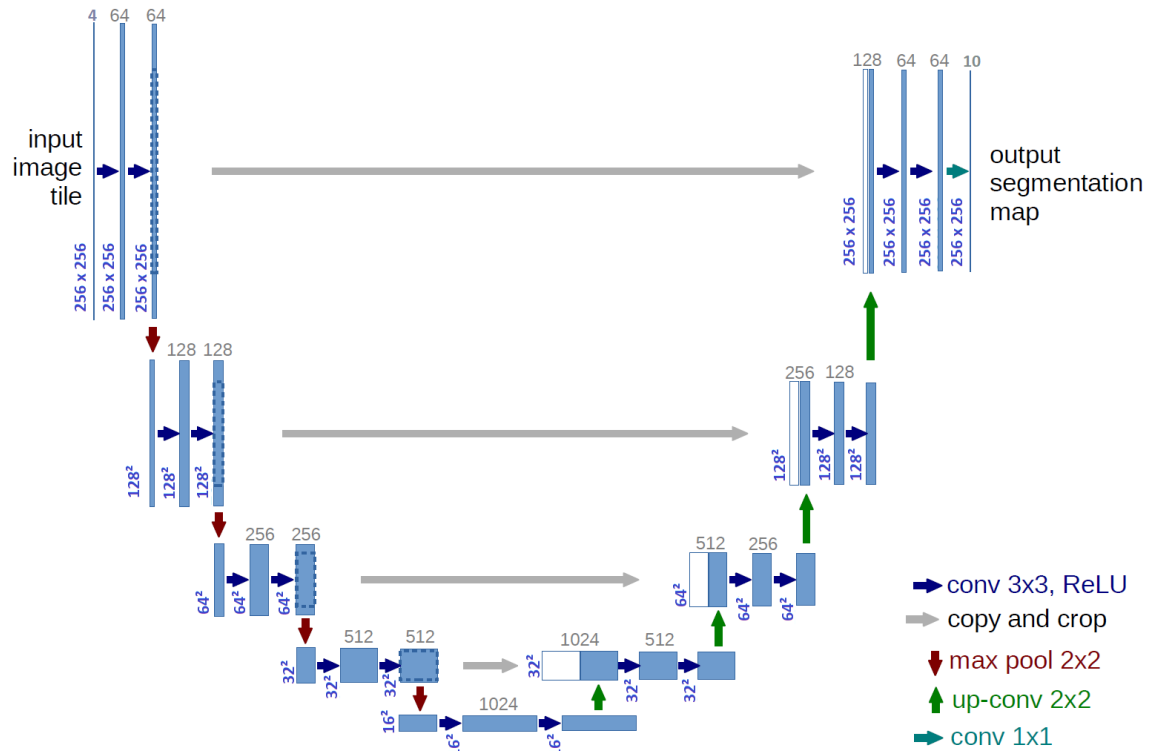 4 64 64
input
image
tile
256 x 256
256 x 256
256 x 256
128 64 64 10
output
segmentation
map
256 x 256
256 x 256
256 x 256
256 x 256
128 128
128²
128²
128²
256 128
128²
128²
128²
256 256
64²
64²
64²
512 256
64²
64²
64²
512 512
32²
32²
32²
1024 512
32²
32²
32²
1024
16²
16²
16²
conv 3x3, ReLU
copy and crop
max pool 2x2
up-conv 2x2
conv 1x1